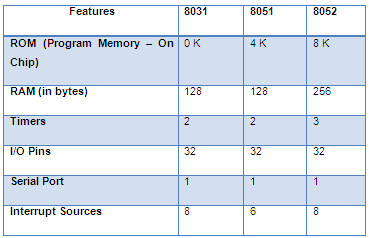 Features 8031 8051 8052
ROM (Program Memory – On 0 K 4 K 8 K
Chip)
RAM (in bytes) 128 128 256
Timers 2 2 3
I/O Pins 32 32 32
Serial Port 1 1 1
Interrupt Sources 8 6 8